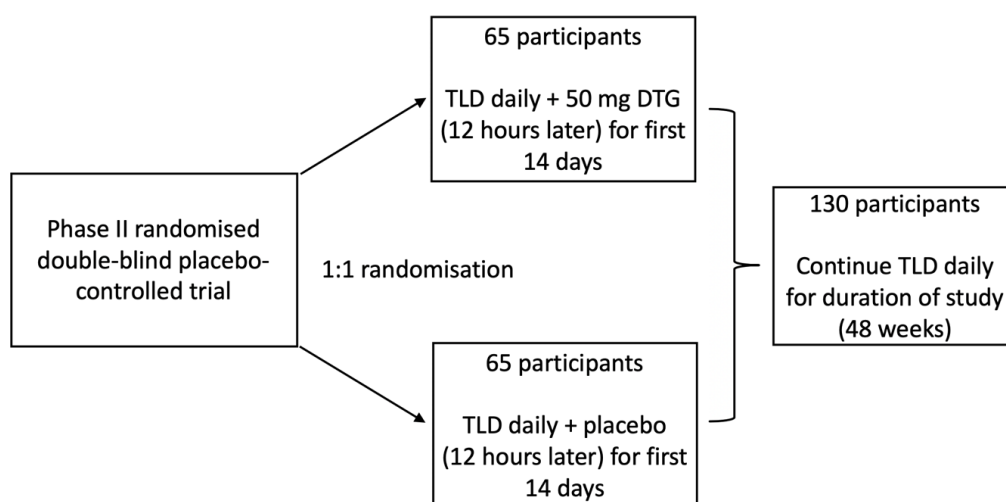 65 participants
TLD daily + 50 mg DTG
(12 hours later) for first
14 days
Phase II randomised
double-blind placebo-
controlled trial
1:1 randomisation
130 participants
Continue TLD daily
for duration of study
(48 weeks)
65 participants
TLD daily + placebo
(12 hours later) for first
14 days